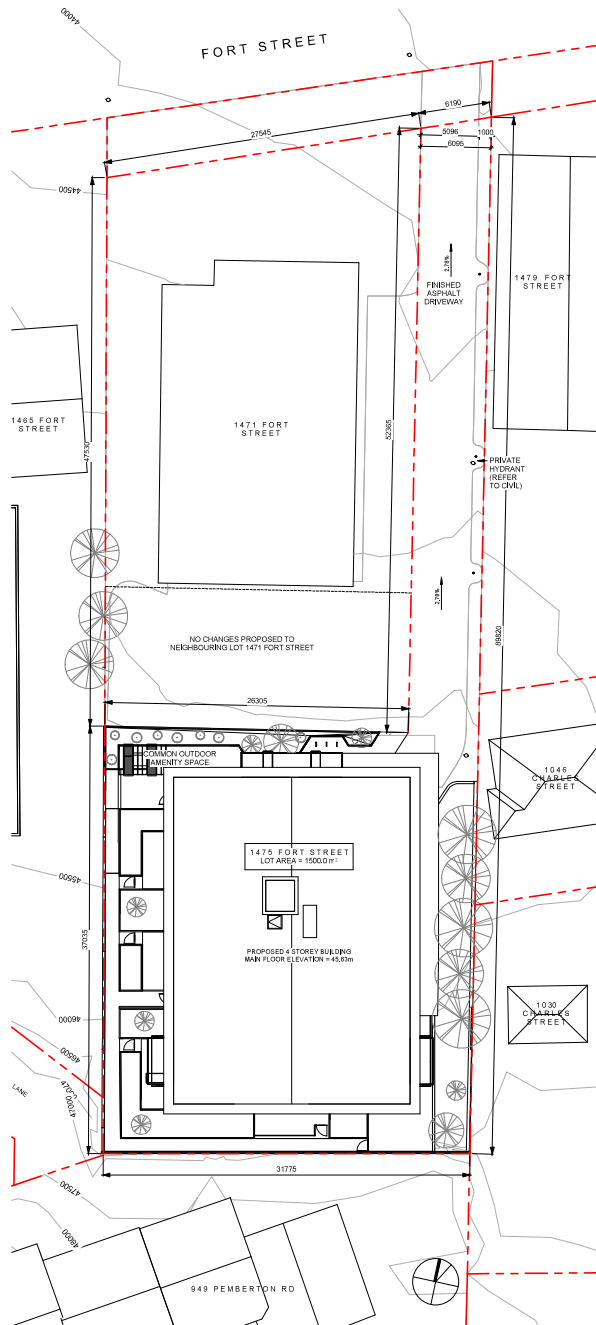 44000
FORT STREET
6190
27545
5096
1000
6095
44500
2.78%
FINISHED
ASPHALT
DRIVEWAY
1479 FORT
STREET
1465 FORT
STREET
1471 FORT
STREET
47530
52365
PRIVATE
HYDRANT
(REFER
TO CIVIL)
2.78%
NO CHANGES PROPOSED TO
NEIGHBOURING LOT 1471 FORT STREET
89820
26305
COMMON OUTDOOR
AMENITY SPACE
1046
CHARLES
STREET
1475 FORT STREET
LOT AREA = 1500.0 m²
45500
37035
PROPOSED 4 STOREY BUILDING
MAIN FLOOR ELEVATION = 45.63m
1030
CHARLES
STREET
46000
46500
LANE
47000
31775
47500
48000
949 PEMBERTON RD